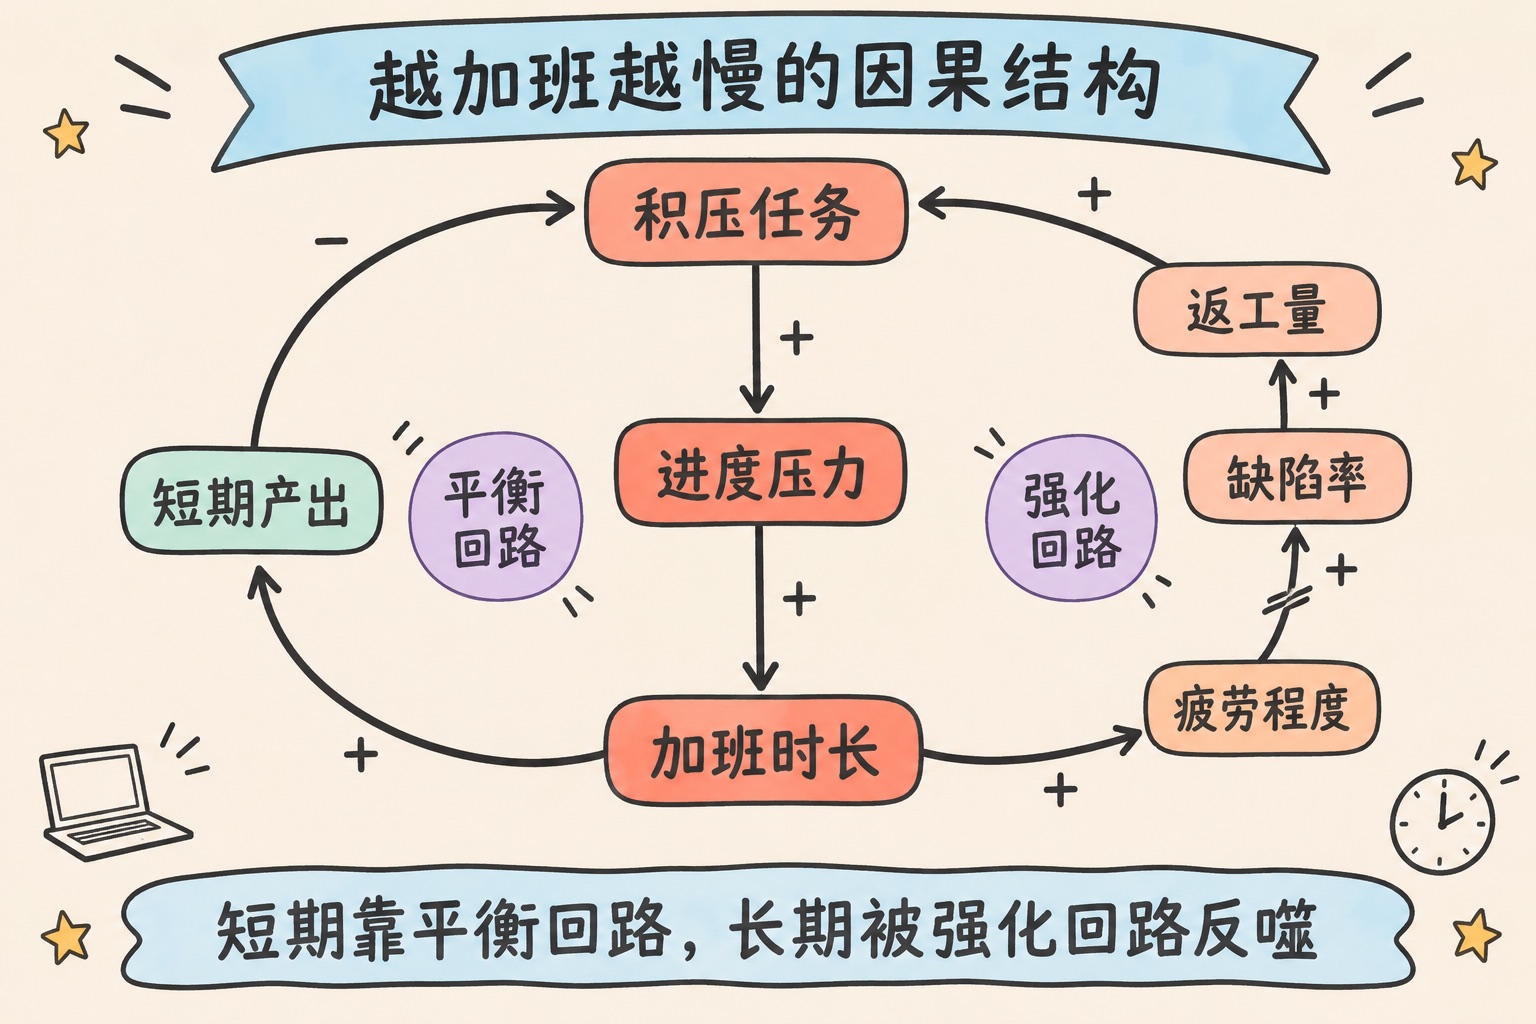 越加班越慢的因果结构
积压任务
+
-
返工量
+
+
进度压力
缺陷率
短期产出
平衡
回路
强化
回路
+
+
疲劳程度
加班时长
+
+
短期靠平衡回路，长期被强化回路反噬